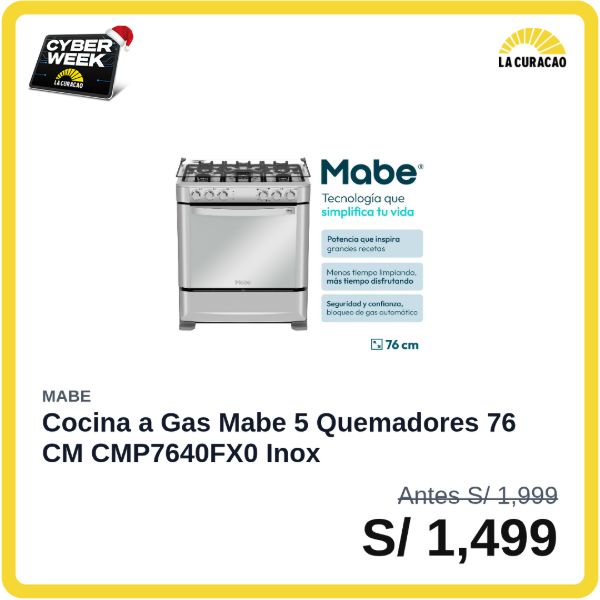 CYBER
WEEK
LA CURACAO
LA CURACAO
Mabe®
Tecnología que
simplifica tu vida
Potencia que inspira
grandes recetas
Menos tiempo limpiando,
más tiempo disfrutando
Seguridad y confianza,
bloqueo de gas automático
Mabe
76 cm
MABE
Cocina a Gas Mabe 5 Quemadores 76
CM CMP7640FX0 Inox
Antes S/ 1,999
S/ 1,499